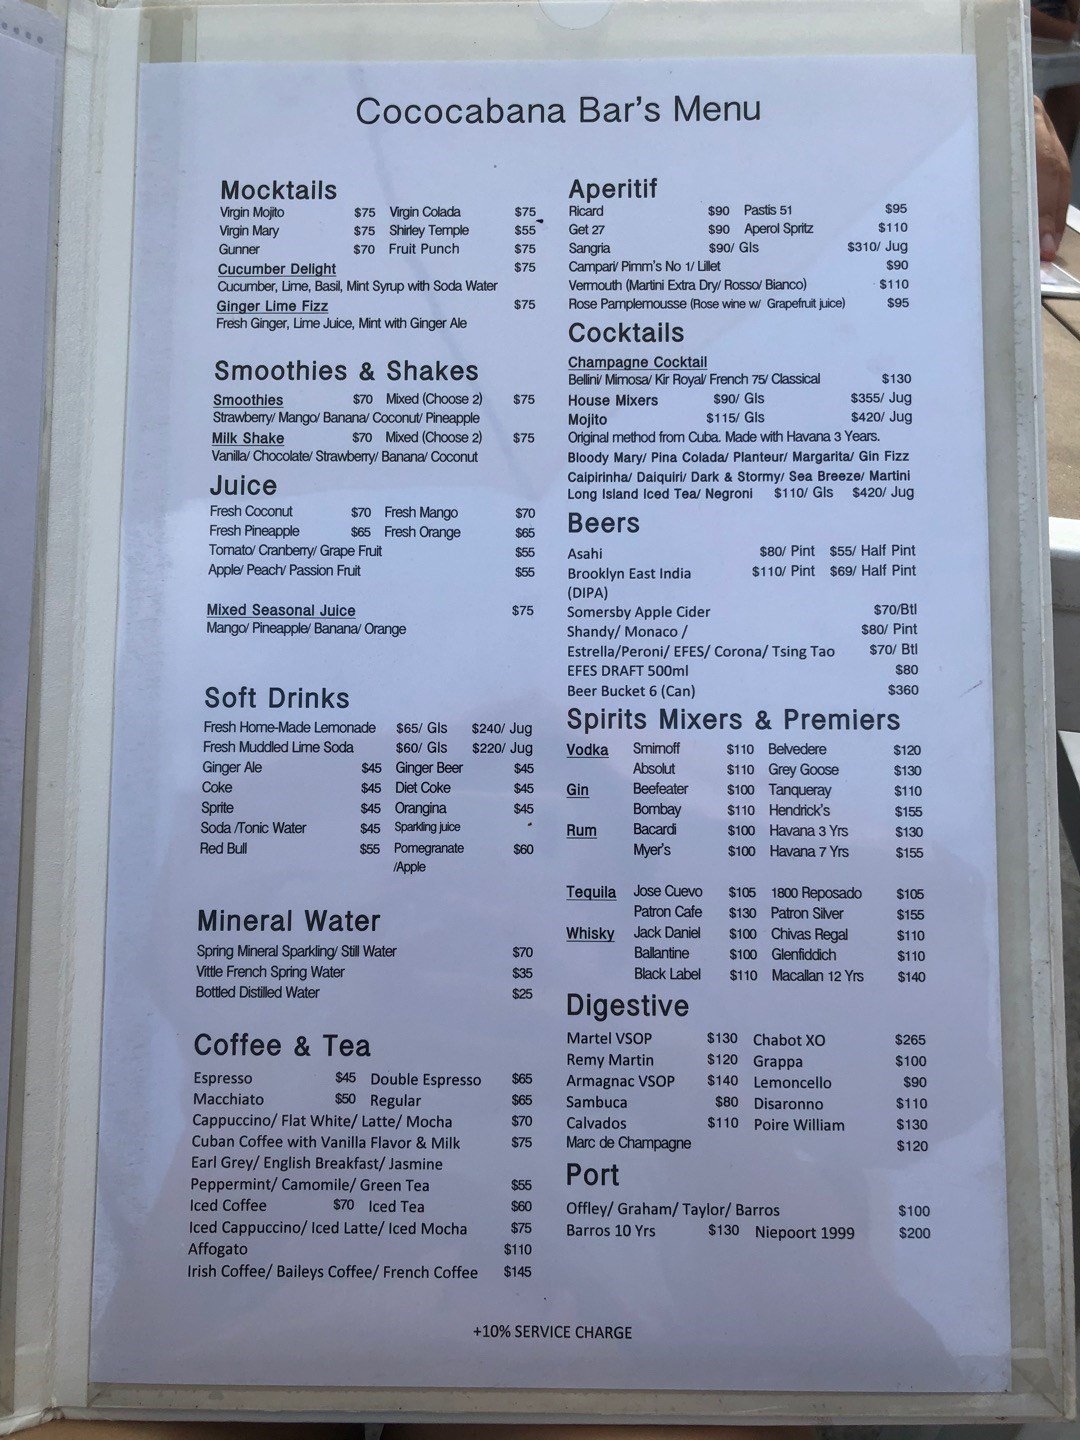 Cococabana Bar's Menu
Mocktails
Virgin Mojito $75 Virgin Colada $75
Virgin Mary $75 Shirley Temple $55
Gunner $70 Fruit Punch $75
Cucumber Delight $75
Cucumber, Lime, Basil, Mint Syrup with Soda Water
Ginger Lime Fizz $75
Fresh Ginger, Lime Juice, Mint with Ginger Ale
Smoothies & Shakes
Smoothies $70 Mixed (Choose 2) $75
Strawberry/ Mango/ Banana/ Coconut/ Pineapple
Milk Shake $70 Mixed (Choose 2) $75
Vanilla/ Chocolate/ Strawberry/ Banana/ Coconut
Juice
Fresh Coconut $70 Fresh Mango $70
Fresh Pineapple $65 Fresh Orange $65
Tomato/ Cranberry/ Grape Fruit $55
Apple/ Peach/ Passion Fruit $55
Mixed Seasonal Juice $75
Mango/ Pineapple/ Banana/ Orange
Soft Drinks
Fresh Home-Made Lemonade $65/ Gls $240/ Jug
Fresh Muddled Lime Soda $60/ Gls $220/ Jug
Ginger Ale $45 Ginger Beer $45
Coke $45 Diet Coke $45
Sprite $45 Orangina $45
Soda /Tonic Water $45 Sparkling juice
Red Bull $55 Pomegranate $60
/Apple
Mineral Water
Spring Mineral Sparkling/ Still Water $70
Vittle French Spring Water $35
Bottled Distilled Water $25
Coffee & Tea
Espresso $45 Double Espresso $65
Macchiato $50 Regular $65
Cappuccino/ Flat White/ Latte/ Mocha $70
Cuban Coffee with Vanilla Flavor & Milk $75
Earl Grey/ English Breakfast/ Jasmine
Peppermint/ Camomile/ Green Tea $55
Iced Coffee $70 Iced Tea $60
Iced Cappuccino/ Iced Latte/ Iced Mocha $75
Affogato $110
Irish Coffee/ Baileys Coffee/ French Coffee $145
Aperitif
Ricard $90 Pastis 51 $95
Get 27 $90 Aperol Spritz $110
Sangria $90/ Gls $310/ Jug
Campari/ Pimm's No 1/ Lillet $90
Vermouth (Martini Extra Dry/ Rosso/ Bianco) $110
Rose Pamplemousse (Rose wine w/ Grapefruit juice) $95
Cocktails
Champagne Cocktail
Bellini/ Mimosa/ Kir Royal/ French 75/ Classical $130
House Mixers $90/ Gls $355/ Jug
Mojito $115/ Gls $420/ Jug
Original method from Cuba. Made with Havana 3 Years.
Bloody Mary/ Pina Colada/ Planteur/ Margarita/ Gin Fizz
Caipirinha/ Daiquiri/ Dark & Stormy/ Sea Breeze/ Martini
Long Island Iced Tea/ Negroni $110/ Gls $420/ Jug
Beers
Asahi $80/ Pint $55/ Half Pint
Brooklyn East India $110/ Pint $69/ Half Pint
(DIPA)
Somersby Apple Cider $70/Btl
Shandy/ Monaco / $80/ Pint
Estrella/Peroni/ EFES/ Corona/ Tsing Tao $70/ Btl
EFES DRAFT 500ml $80
Beer Bucket 6 (Can) $360
Spirits Mixers & Premiers
Vodka Smirnoff $110 Belvedere $120
Absolut $110 Grey Goose $130
Gin Beefeater $100 Tanqueray $110
Bombay $110 Hendrick's $155
Rum Bacardi $100 Havana 3 Yrs $130
Myer's $100 Havana 7 Yrs $155
Tequila Jose Cuevo $105 1800 Reposado $105
Patron Cafe $130 Patron Silver $155
Whisky Jack Daniel $100 Chivas Regal $110
Ballantine $100 Glenfiddich $110
Black Label $110 Macallan 12 Yrs $140
Digestive
Martel VSOP $130 Chabot XO $265
Remy Martin $120 Grappa $100
Armagnac VSOP $140 Lemoncello $90
Sambuca $80 Disaronno $110
Calvados $110 Poire William $130
Marc de Champagne $120
Port
Offley/ Graham/ Taylor/ Barros $100
Barros 10 Yrs $130 Niepoort 1999 $200
+10% SERVICE CHARGE